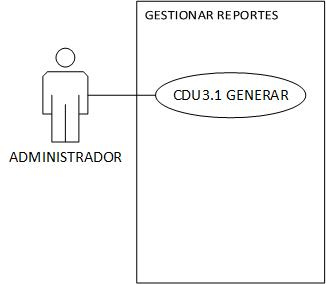 GESTIONAR REPORTES
CDU3.1 GENERAR
ADMINISTRADOR